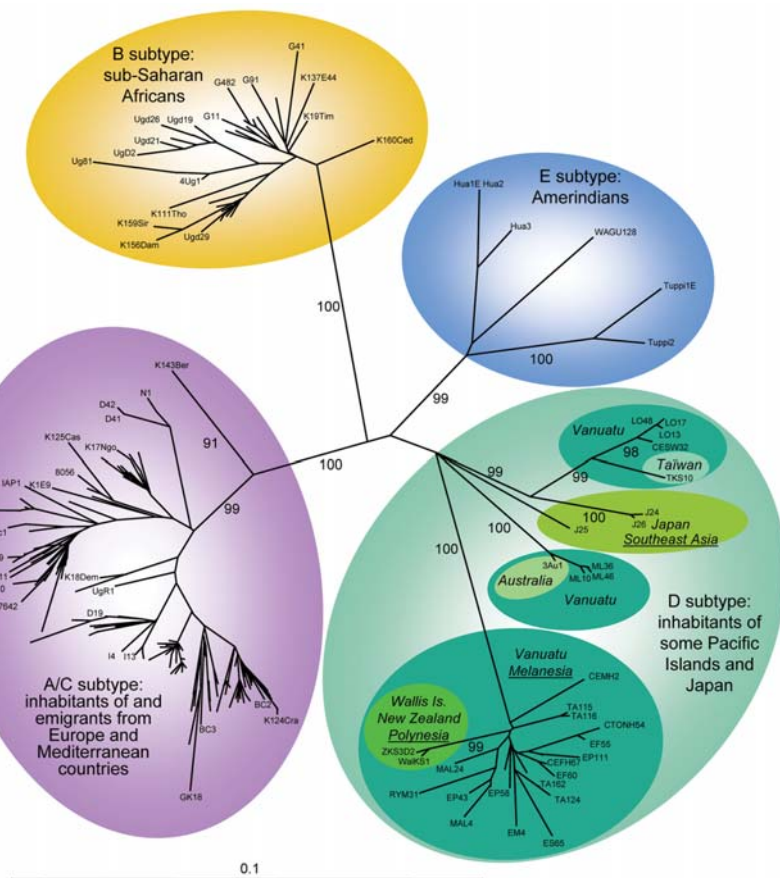 B subtype:
sub-Saharan
Africans
G41
G482
G91
K137E44
Ugd26
Ugd19
G11
K19Tim
Ugd21
UgD2
K160Ced
Ug81
4Ug1
K111Tho
K159Sir
K156Dam
Ugd29
E subtype:
Amerindians
Hua1E Hua2
Hua3
WAGU128
Tuppi1E
Tuppi2
100
100
99
K143Ber
N1
D42
D41
91
K125Cas
K17Ngo
8056
IAP1
K1E9
100
99
K18Dem
UgR1
7642
D19
I4
I13
A/C subtype:
inhabitants of and
emigrants from
Europe and
Mediterranean
countries
BC2
K124Cra
BC3
GK18
Vanuatu
LO48
LO17
LO13
CESW32
98
Taïwan
TKS10
99
99
J24
J26
100
J25
Japan
Southeast Asia
100
3Au1
ML36
ML10
ML46
Australia
Vanuatu
100
D subtype:
inhabitants of
some Pacific
Islands and
Japan
Vanuatu
Melanesia
CEMH2
Wallis Is.
New Zealand
Polynesia
TA115
TA116
CTONH54
ZKS3D2
WalKS1
99
EF55
MAL24
EP111
CEFH67
EF60
RYM31
EP43
EP58
TA162
TA124
MAL4
EM4
ES65
0.1